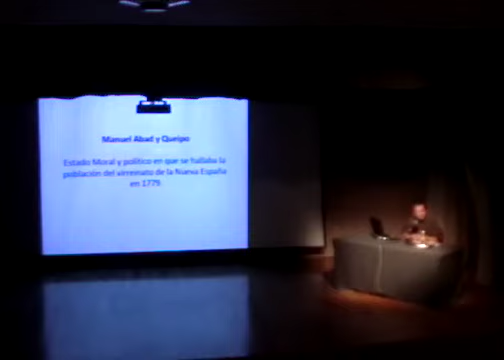 Manuel Abad y Queipo
Estado Moral y político en que se hallaba la
población del virreinato de la Nueva España
en 1779.